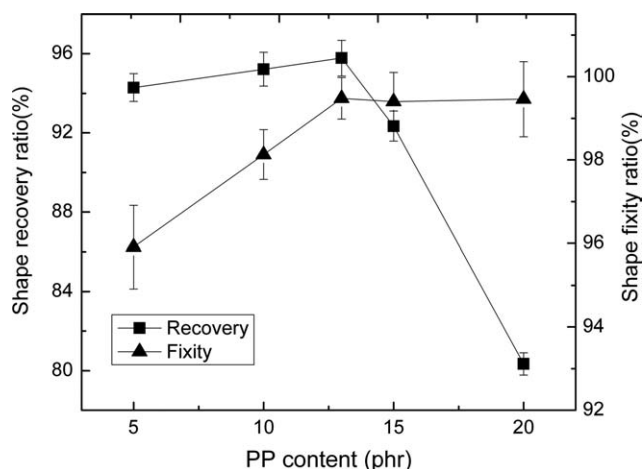 96
92
88
84
80
Shape recovery ratio(%)
100
98
96
94
92
Shape fixity ratio(%)
Recovery
Fixity
5
10
15
20
PP content (phr)